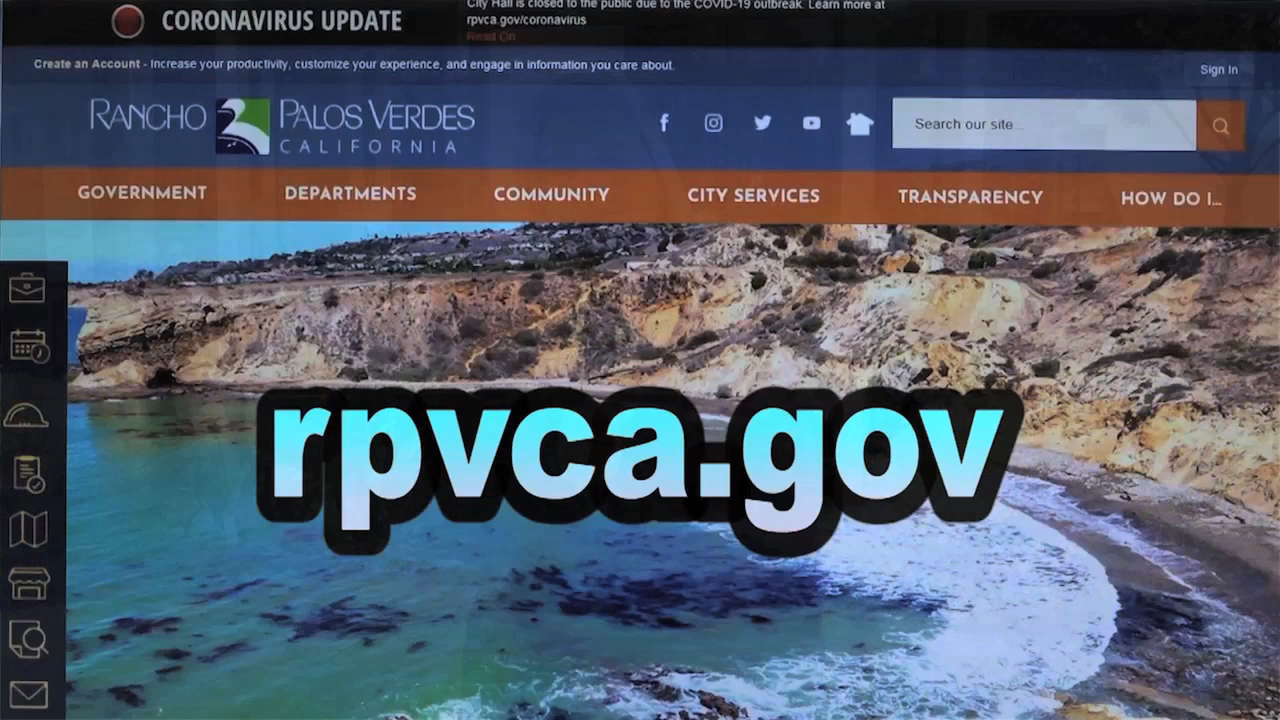 CORONAVIRUS UPDATE
City Hall is closed to the public due to the COVID-19 outbreak. Learn more at
rpvca.gov/coronavirus
Read On
Create an Account - Increase your productivity, customize your experience, and engage in information you care about.
Sign In
RANCHO PALOS VERDES
CALIFORNIA
Search our site...
GOVERNMENT DEPARTMENTS COMMUNITY CITY SERVICES TRANSPARENCY HOW DO I...
rpvca.gov